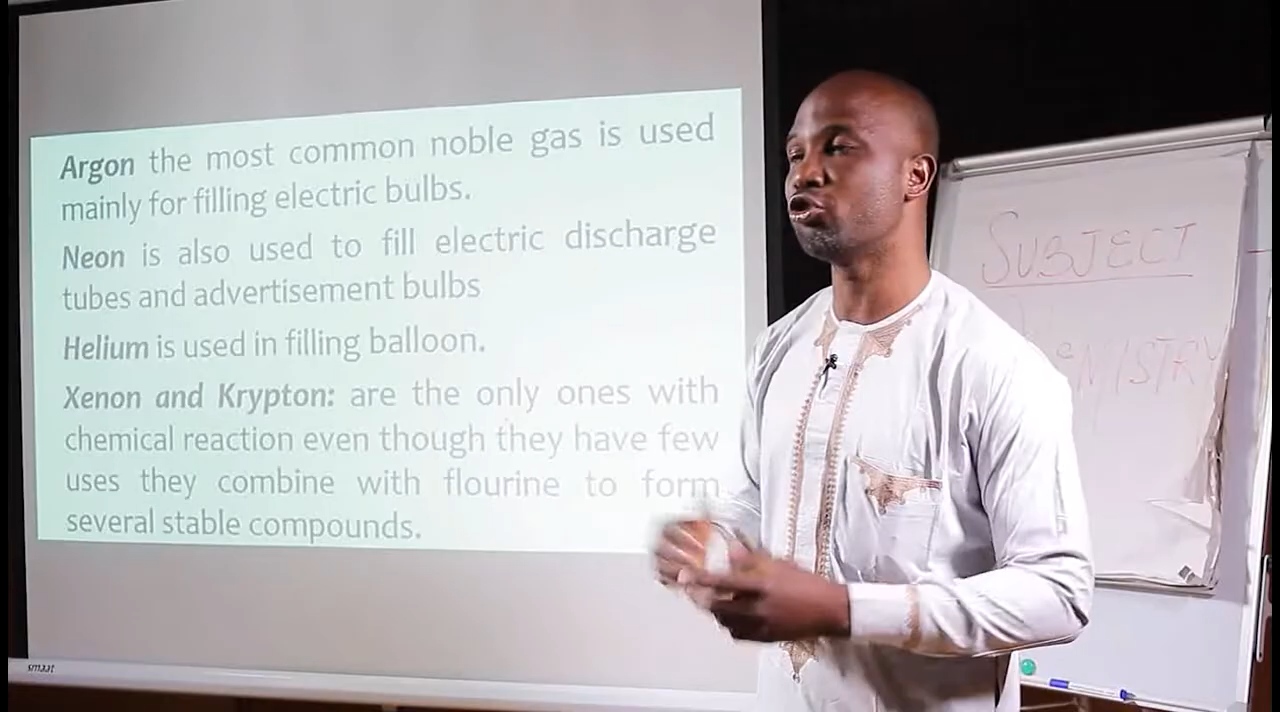 Argon the most common noble gas is used
mainly for filling electric bulbs.
Neon is also used to fill electric discharge
tubes and advertisement bulbs
Helium is used in filling balloon.
Xenon and Krypton: are the only ones with
chemical reaction even though they have few
uses they combine with flourine to form
several stable compounds.
smaat
SUBJECT